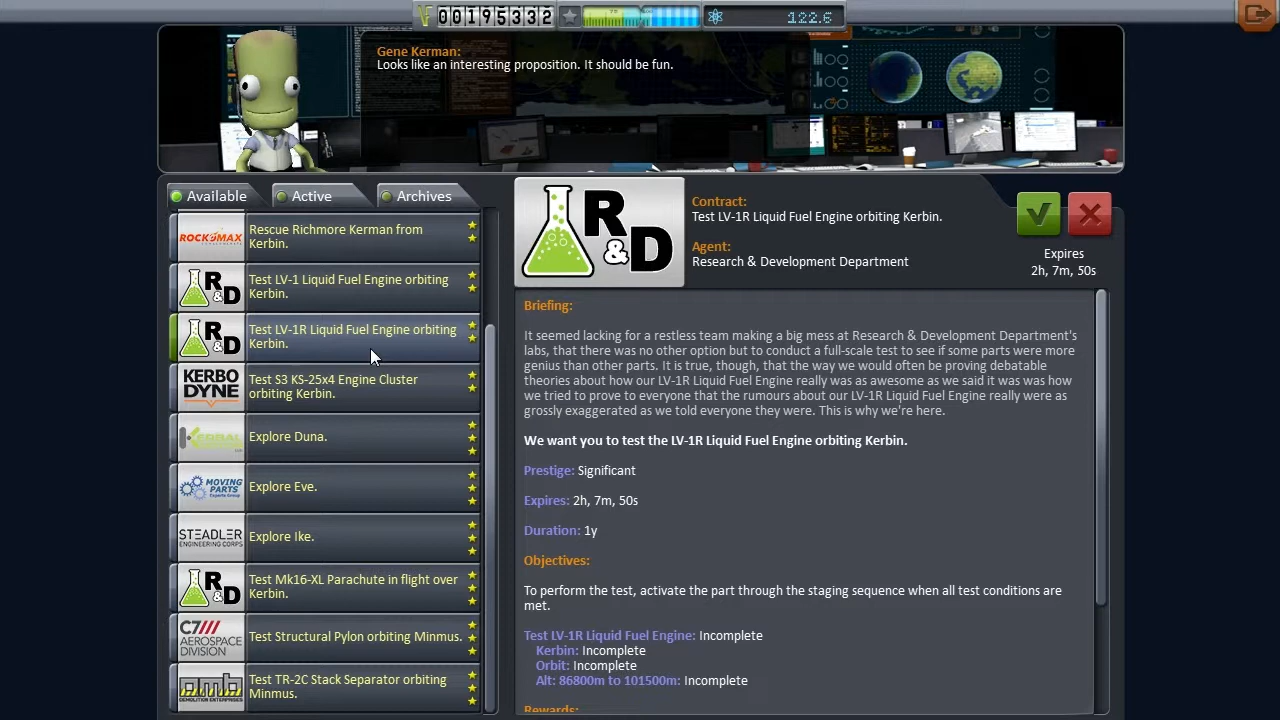 00195332
122.6
Gene Kerman:
Looks like an interesting proposition. It should be fun.
Available
Active
Archives
ROCKOMAX
Rescue Richmore Kerman from
Kerbin.
R&D
Test LV-1 Liquid Fuel Engine orbiting
Kerbin.
R&D
Test LV-1R Liquid Fuel Engine orbiting
Kerbin.
KERBO
DYNE
Test S3 KS-25x4 Engine Cluster
orbiting Kerbin.
Explore Duna.
MOVING
PARTS
Experts Group
Explore Eve.
STEADLER
ENGINEERING CORPS
Explore Ike.
R&D
Test Mk16-XL Parachute in flight over
Kerbin.
C7///
AEROSPACE
DIVISION
Test Structural Pylon orbiting Minmus.
Test TR-2C Stack Separator orbiting
Minmus.
R&D
Contract:
Test LV-1R Liquid Fuel Engine orbiting Kerbin.
Agent:
Research & Development Department
Expires
2h, 7m, 50s
Briefing:
It seemed lacking for a restless team making a big mess at Research & Development Department's
labs, that there was no other option but to conduct a full-scale test to see if some parts were more
genius than other parts. It is true, though, that the way we would often be proving debatable
theories about how our LV-1R Liquid Fuel Engine really was as awesome as we said it was was how
we tried to prove to everyone that the rumours about our LV-1R Liquid Fuel Engine really were as
grossly exaggerated as we told everyone they were. This is why we're here.
We want you to test the LV-1R Liquid Fuel Engine orbiting Kerbin.
Prestige: Significant
Expires: 2h, 7m, 50s
Duration: 1y
Objectives:
To perform the test, activate the part through the staging sequence when all test conditions are
met.
Test LV-1R Liquid Fuel Engine: Incomplete
Kerbin: Incomplete
Orbit: Incomplete
Alt: 86800m to 101500m: Incomplete
Rewards: